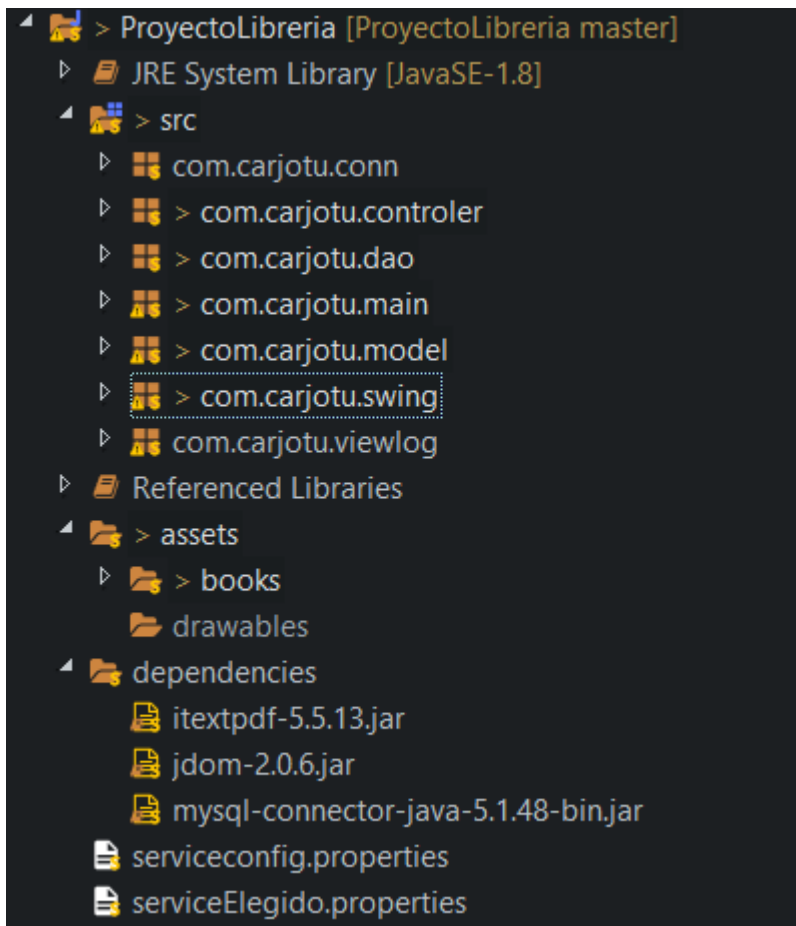 > ProyectoLibreria [ProyectoLibreria master]
JRE System Library [JavaSE-1.8]
> src
com.carjotu.conn
> com.carjotu.controler
> com.carjotu.dao
> com.carjotu.main
> com.carjotu.model
> com.carjotu.swing
com.carjotu.viewlog
Referenced Libraries
> assets
> books
drawables
dependencies
itextpdf-5.5.13.jar
jdom-2.0.6.jar
mysql-connector-java-5.1.48-bin.jar
serviceconfig.properties
serviceElegido.properties